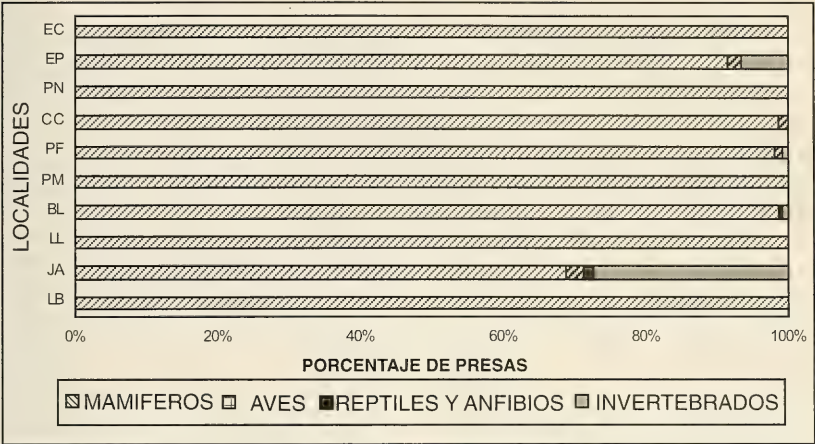 LOCALIDADES
EC
EP
PN
CC
PF
PM
BL
LL
JA
LB
0% 20% 40% 60% 80% 100%
PORCENTAJE DE PRESAS
MAMIFEROS AVES REPTILES Y ANFIBIOS INVERTEBRADOS